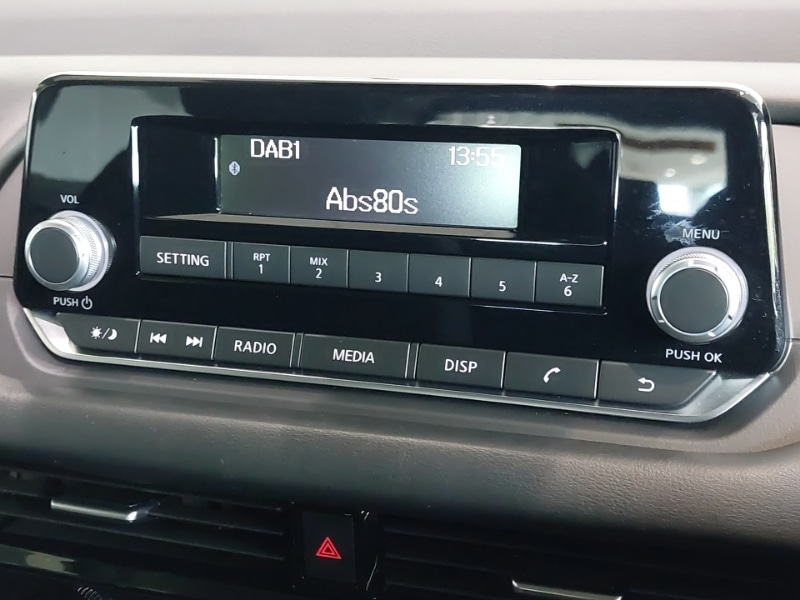 DAB1 13:55
Abs80s
VOL
MENU
SETTING
RPT
1
MIX
2
3
4
5
A-Z
6
PUSH
PUSH OK
RADIO
MEDIA
DISP